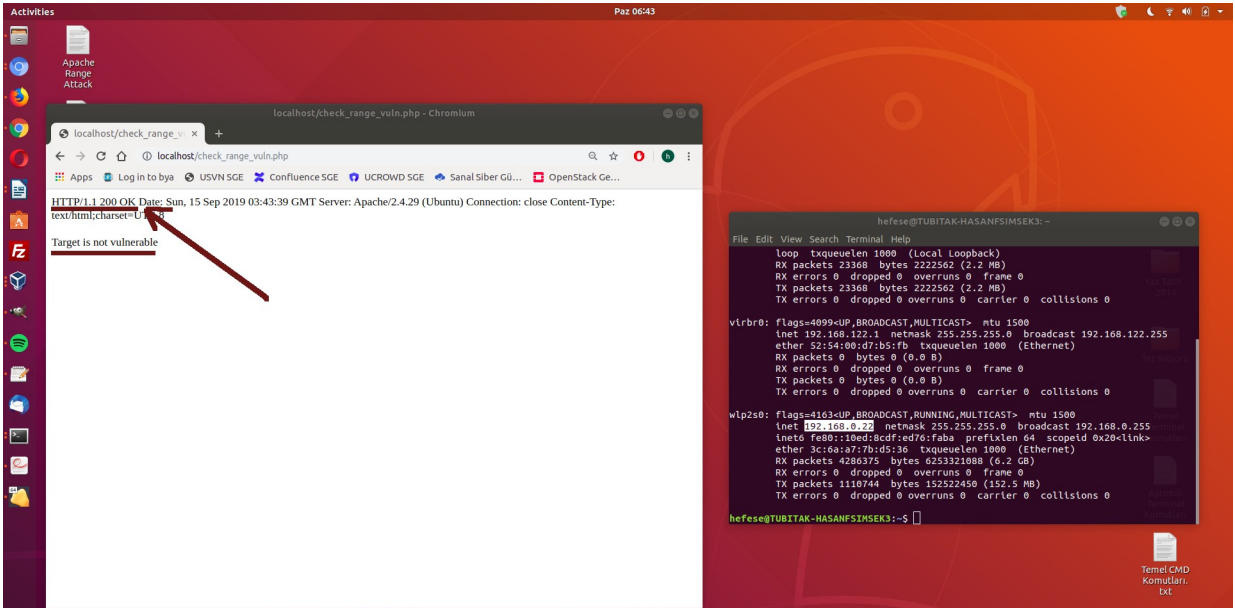 Activities
Paz 06:43
Apache
Range
Attack
localhost/check_range_vuln.php - Chromium
localhost/check_range_vu
localhost/check_range_vuln.php
Apps
Log in to bya
USVN SGE
Confluence SGE
UCROWD SGE
Sanal Siber Gü...
OpenStack Ge...
HTTP/1.1 200 OK Date: Sun, 15 Sep 2019 03:43:39 GMT Server: Apache/2.4.29 (Ubuntu) Connection: close Content-Type:
text/html;charset=UTF-8
Target is not vulnerable
hefese@TUBITAK-HASANFSIMSEK3: ~
File Edit View Search Terminal Help
loop txqueuelen 1000 (Local Loopback)
RX packets 23368 bytes 2222562 (2.2 MB)
RX errors 0 dropped 0 overruns 0 frame 0
TX packets 23368 bytes 2222562 (2.2 MB)
TX errors 0 dropped 0 overruns 0 carrier 0 collisions 0
virbr0: flags=4099<UP,BROADCAST,MULTICAST> mtu 1500
inet 192.168.122.1 netmask 255.255.255.0 broadcast 192.168.122.255
ether 52:54:00:d7:b5:fb txqueuelen 1000 (Ethernet)
RX packets 0 bytes 0 (0.0 B)
RX errors 0 dropped 0 overruns 0 frame 0
TX packets 0 bytes 0 (0.0 B)
TX errors 0 dropped 0 overruns 0 carrier 0 collisions 0
wlp2s0: flags=4163<UP,BROADCAST,RUNNING,MULTICAST> mtu 1500
inet 192.168.0.22 netmask 255.255.255.0 broadcast 192.168.0.255
inet6 fe80::10ed:8cdf:ed76:faba prefixlen 64 scopeid 0x20<link>
ether 3c:6a:a7:7b:d5:36 txqueuelen 1000 (Ethernet)
RX packets 4286375 bytes 6253321088 (6.2 GB)
RX errors 0 dropped 0 overruns 0 frame 0
TX packets 1110744 bytes 152522450 (152.5 MB)
TX errors 0 dropped 0 overruns 0 carrier 0 collisions 0
hefese@TUBITAK-HASANFSIMSEK3:~$
Temel CMD
Komutları.
txt